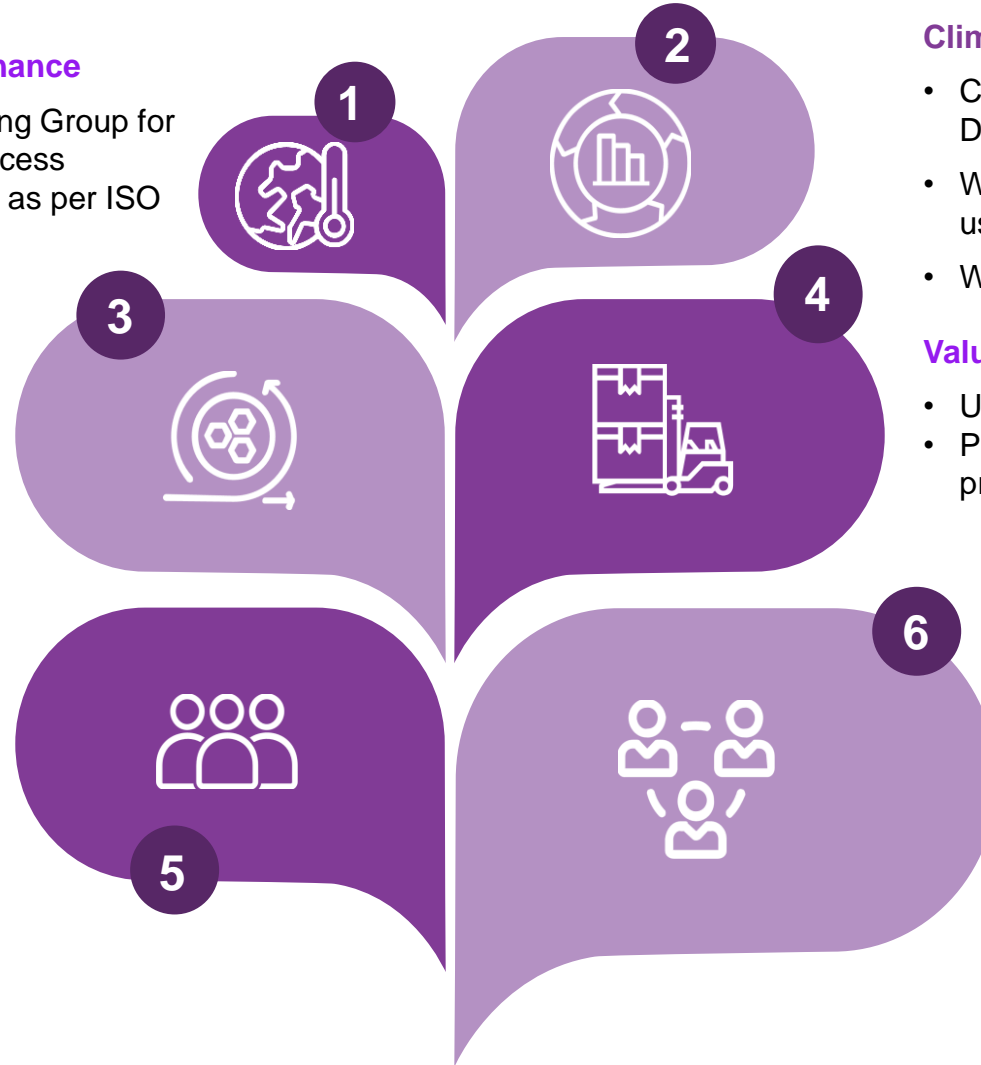 nance
ng Group for
cess
as per ISO
1
2
3
4
5
6
Clim
• C
D
• W
us
• W
Valu
• U
• P
pr